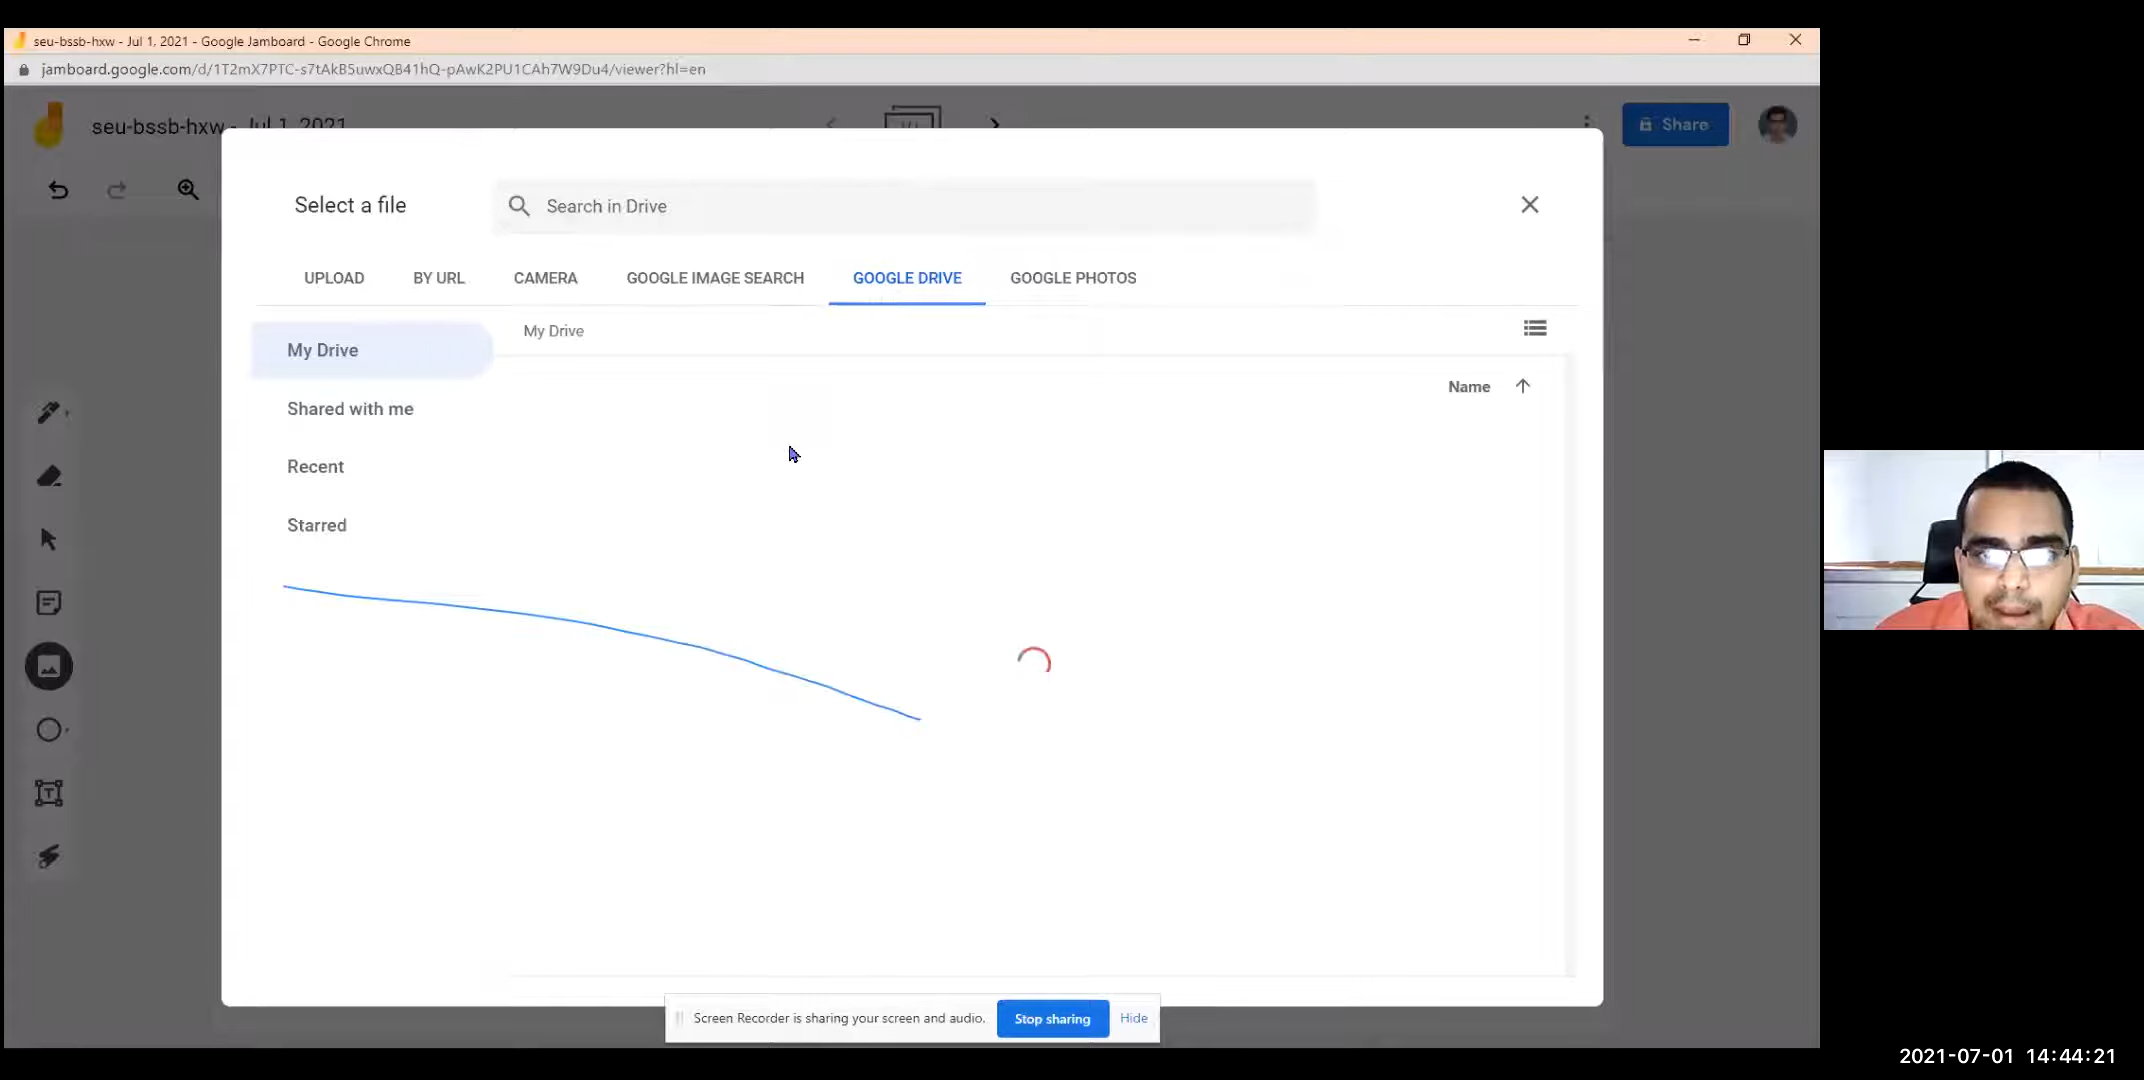 seu-bssb-hxw - Jul 1, 2021 - Google Jamboard - Google Chrome
jamboard.google.com/d/1T2mX7PTC-s7tAkB5uwxQB41hQ-pAwK2PU1CAh7W9Du4/viewer?hl=en
seu-bssb-hxw - Jul 1, 2021
Share
Select a file
Search in Drive
UPLOAD BY URL CAMERA GOOGLE IMAGE SEARCH GOOGLE DRIVE GOOGLE PHOTOS
My Drive
My Drive
Name
Shared with me
Recent
Starred
Screen Recorder is sharing your screen and audio. Stop sharing Hide
2021-07-01 14:44:21